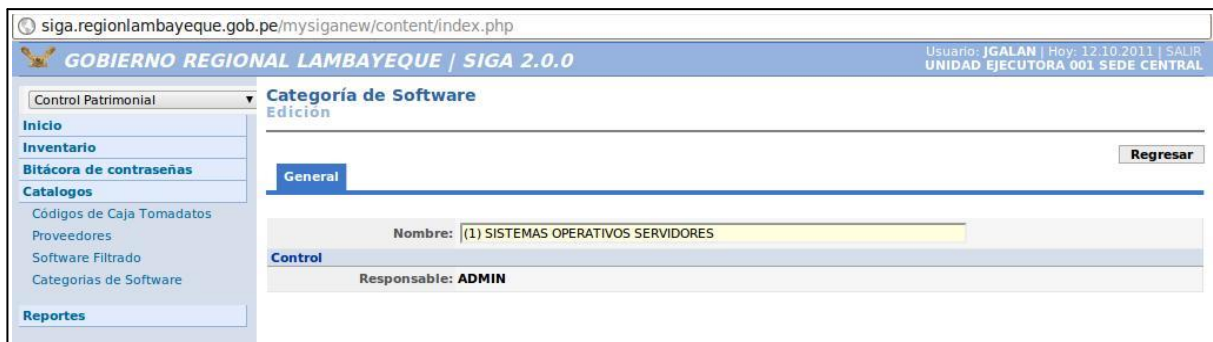 siga.regionlambayeque.gob.pe/mysiganew/content/index.php
GOBIERNO REGIONAL LAMBAYEQUE | SIGA 2.0.0
Usuario: JGALAN | Hoy: 12.10.2011 | SALIR
UNIDAD EJECUTORA 001 SEDE CENTRAL
Control Patrimonial
Inicio
Inventario
Bitácora de contraseñas
Catalogos
Códigos de Caja Tomadatos
Proveedores
Software Filtrado
Categorias de Software
Reportes
Categoría de Software
Edición
Regresar
General
Nombre: (1) SISTEMAS OPERATIVOS SERVIDORES
Control
Responsable: ADMIN